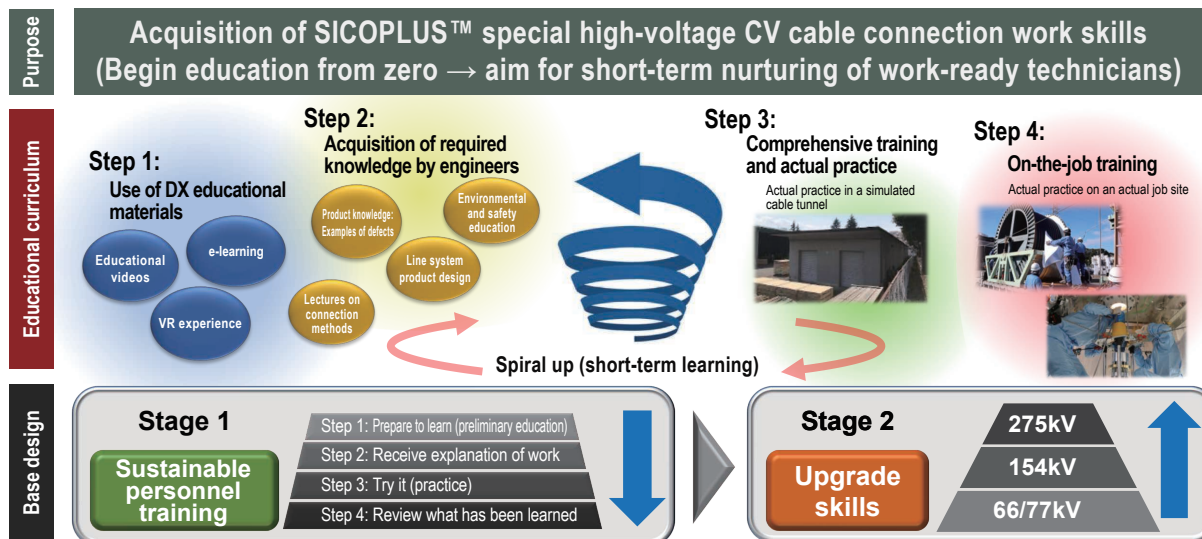 Purpose
Acquisition of SICOPLUS™ special high-voltage CV cable connection work skills
(Begin education from zero → aim for short-term nurturing of work-ready technicians)
Educational curriculum
Step 1:
Use of DX educational
materials
Educational
videos
e-learning
VR experience
Step 2:
Acquisition of required
knowledge by engineers
Product knowledge:
Examples of defects
Environmental
and safety
education
Line system
product design
Lectures on
connection
methods
Step 3:
Comprehensive training
and actual practice
Actual practice in a simulated
cable tunnel
Step 4:
On-the-job training
Actual practice on an actual job site
Spiral up (short-term learning)
Base design
Stage 1
Sustainable
personnel
training
Step 1: Prepare to learn (preliminary education)
Step 2: Receive explanation of work
Step 3: Try it (practice)
Step 4: Review what has been learned
Stage 2
Upgrade
skills
275kV
154kV
66/77kV